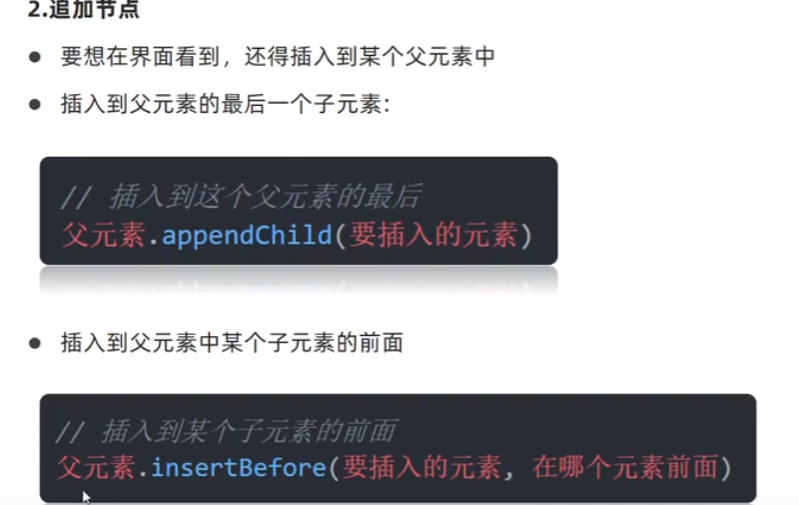 2.追加节点
● 要想在界面看到，还得插入到某个父元素中
● 插入到父元素的最后一个子元素：
// 插入到这个父元素的最后
父元素.appendChild(要插入的元素)
● 插入到父元素中某个子元素的前面
// 插入到某个子元素的前面
父元素.insertBefore(要插入的元素, 在哪个元素前面)